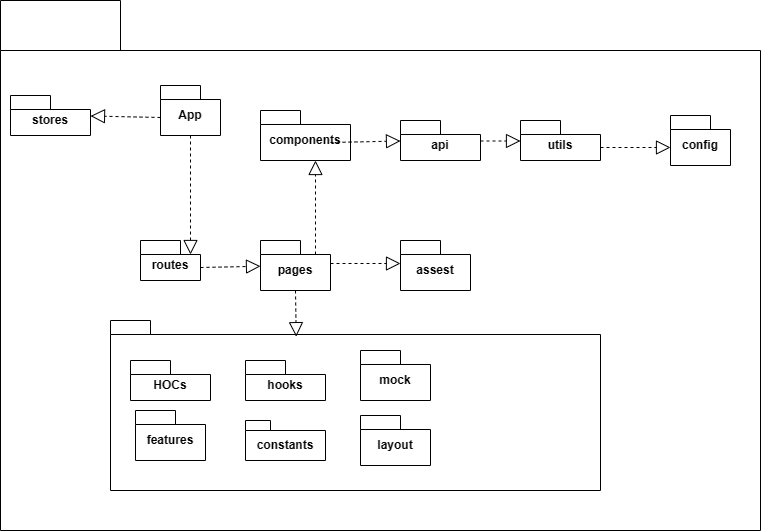 stores
App
components
api
utils
config
routes
pages
assest
HOCs
hooks
mock
features
constants
layout